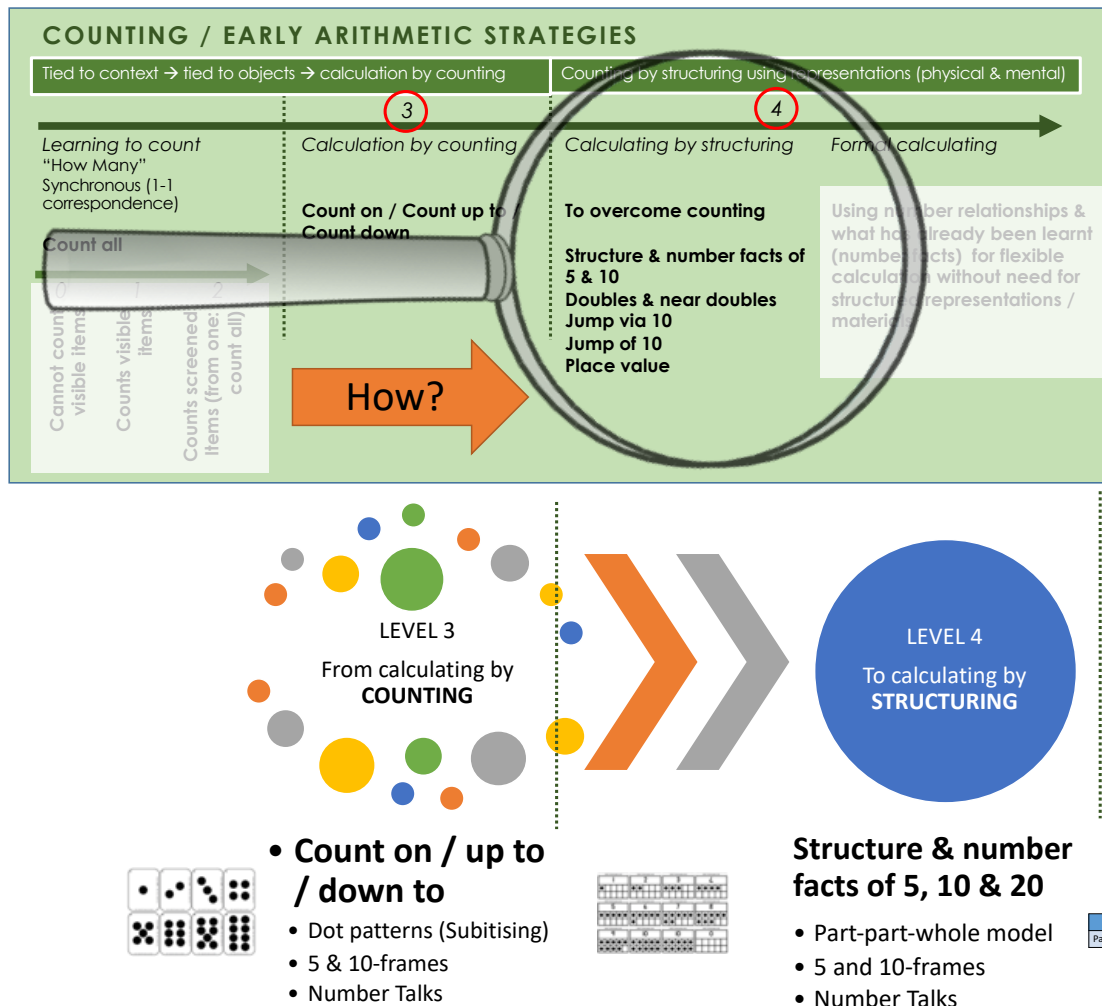 COUNTING / EARLY ARITHMETIC STRATEGIES
Tied to context → tied to objects → calculation by counting
Counting by structuring using representations (physical & mental)
3
4
Learning to count
"How Many"
Synchronous (1-1
correspondence)
Count all
0
Cannot count
visible items
1
Counts visible
items
2
Counts screened
Items (from one:
count all)
Calculation by counting
Count on / Count up to /
Count down
How?
Calculating by structuring
To overcome counting
Structure & number facts of
5 & 10
Doubles & near doubles
Jump via 10
Jump of 10
Place value
Formal calculating
Using number relationships &
what has already been learnt
(number facts) for flexible
calculation without need for
structured representations /
materials
LEVEL 3
From calculating by
COUNTING
LEVEL 4
To calculating by
STRUCTURING
• Count on / up to
/ down to
• Dot patterns (Subitising)
• 5 & 10-frames
• Number Talks
Structure & number
facts of 5, 10 & 20
• Part-part-whole model
• 5 and 10-frames
• Number Talks